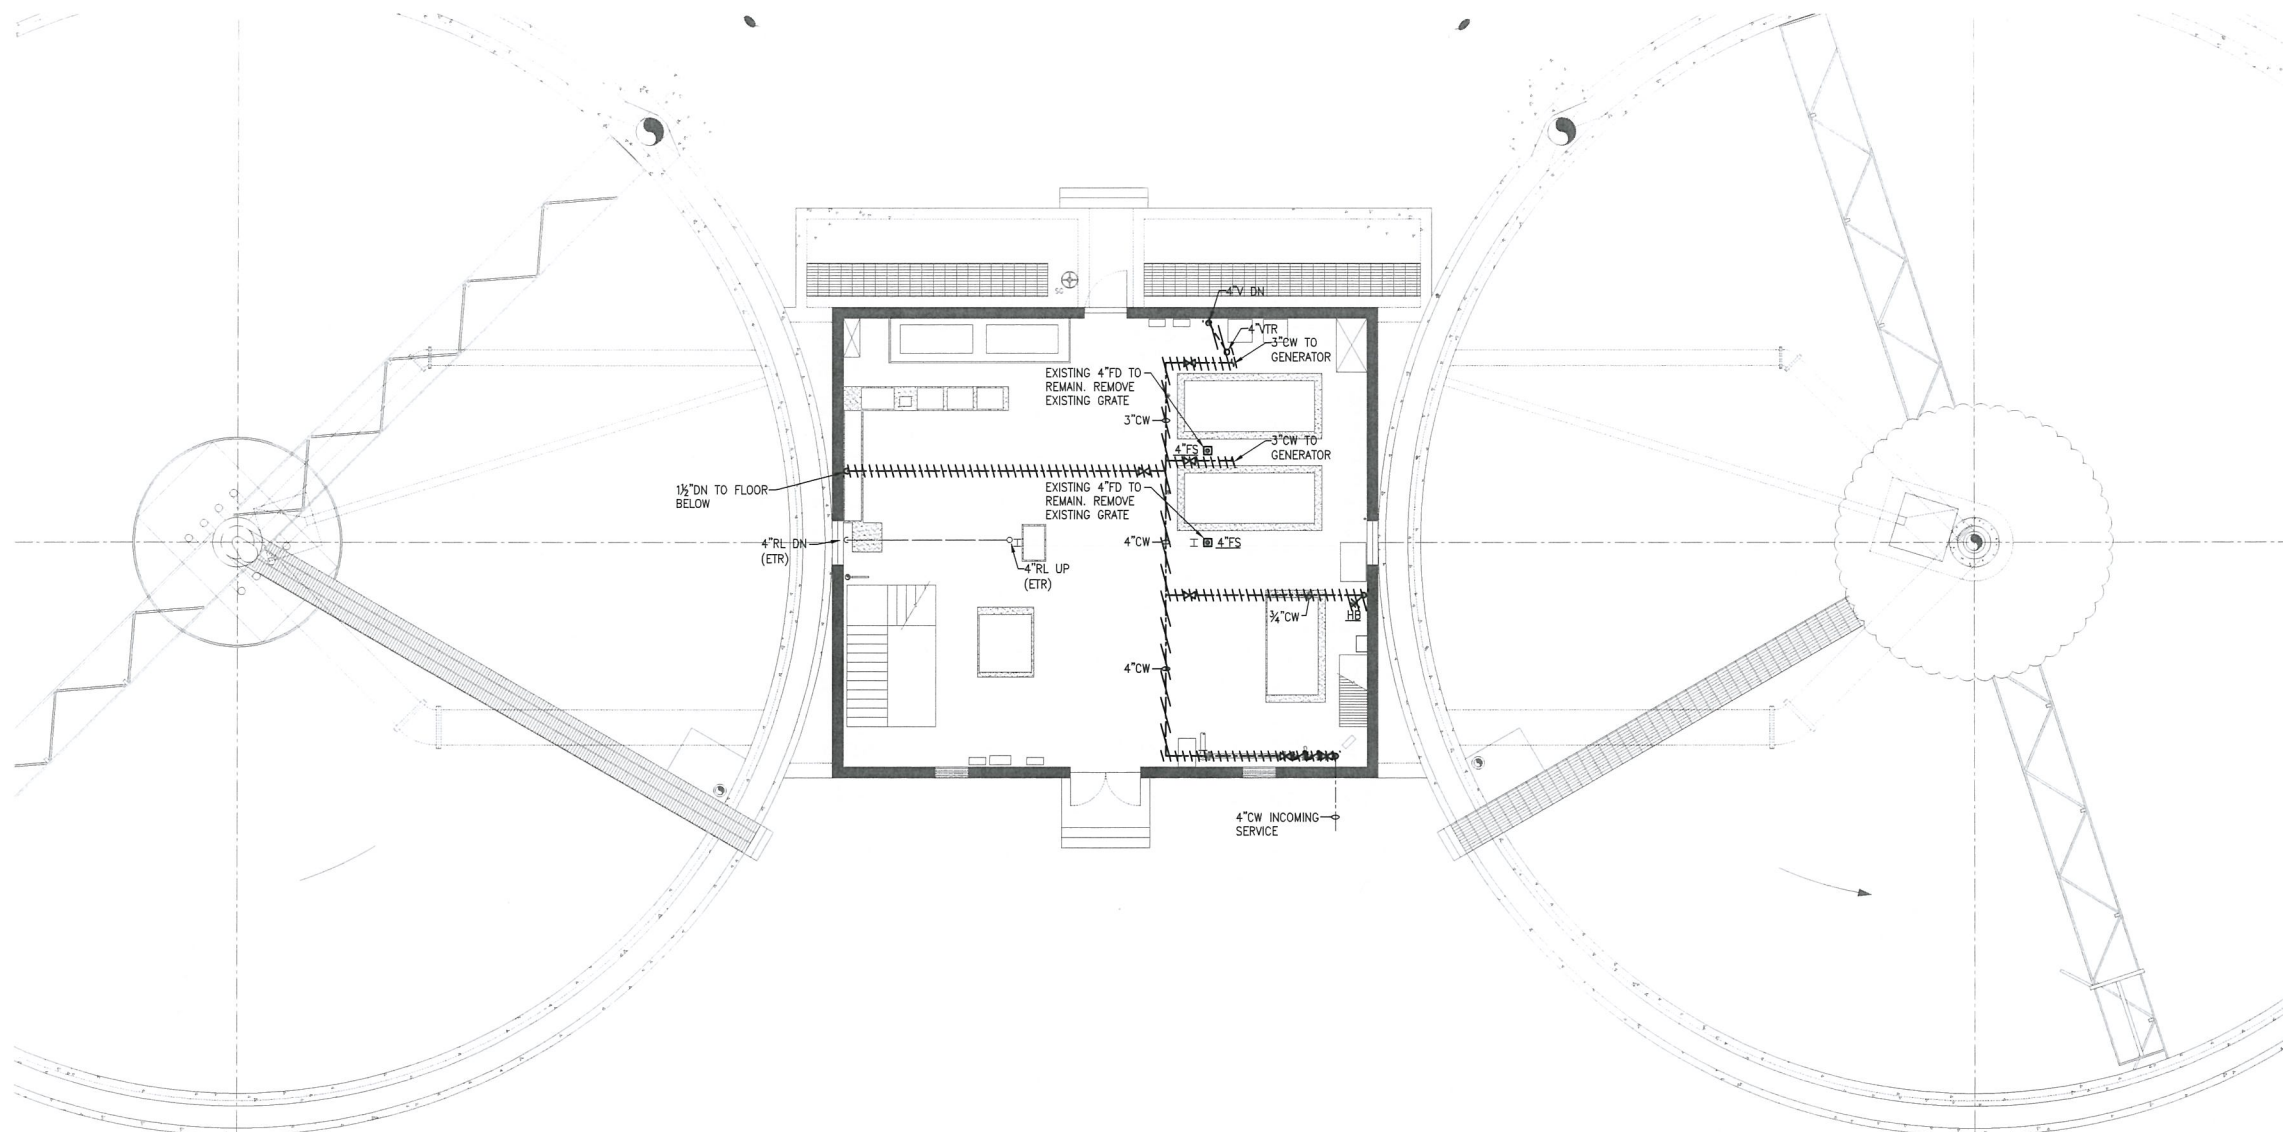 SC
4"V DN
4"VTR
3"CW TO
GENERATOR
EXISTING 4"FD TO
REMAIN. REMOVE
EXISTING GRATE
3"CW
4"FS
3"CW TO
GENERATOR
1½"DN TO FLOOR
BELOW
EXISTING 4"FD TO
REMAIN. REMOVE
EXISTING GRATE
4"RL DN
(ETR)
4"CW
4"FS
4"RL UP
(ETR)
¾"CW
HB
4"CW
4"CW INCOMING
SERVICE